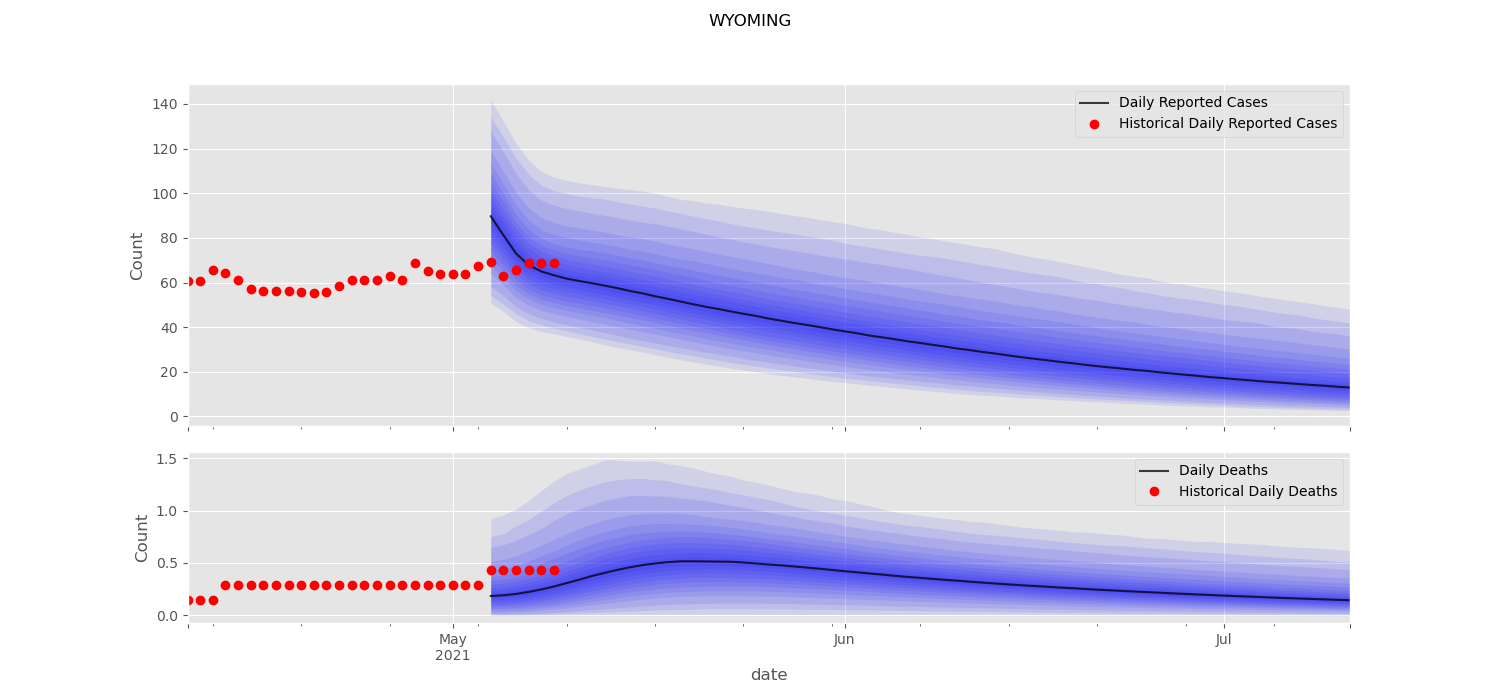 WYOMING
140
120
100
80
60
40
20
0
Count
Daily Reported Cases
Historical Daily Reported Cases
1.5
1.0
0.5
0.0
Count
Daily Deaths
Historical Daily Deaths
May
2021
Jun
Jul
date